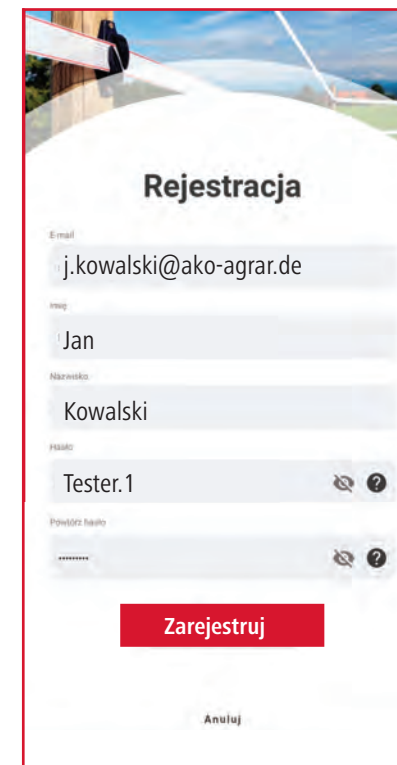 Rejestracja
E-mail
j.kowalski@ako-agrar.de
Imię
Jan
Nazwisko
Kowalski
Hasło
Tester.1
Powtórz hasło
•••••••••
Zarejestruj
Anuluj